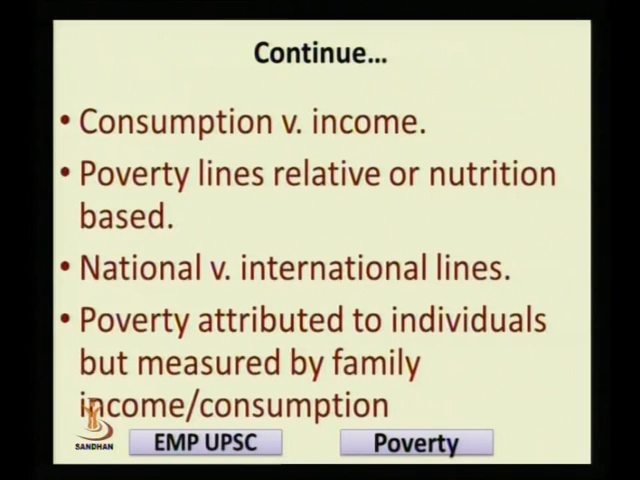 Continue...
• Consumption v. income.
• Poverty lines relative or nutrition
based.
• National v. international lines.
• Poverty attributed to individuals
but measured by family
income/consumption
SANDHAN
EMP UPSC
Poverty